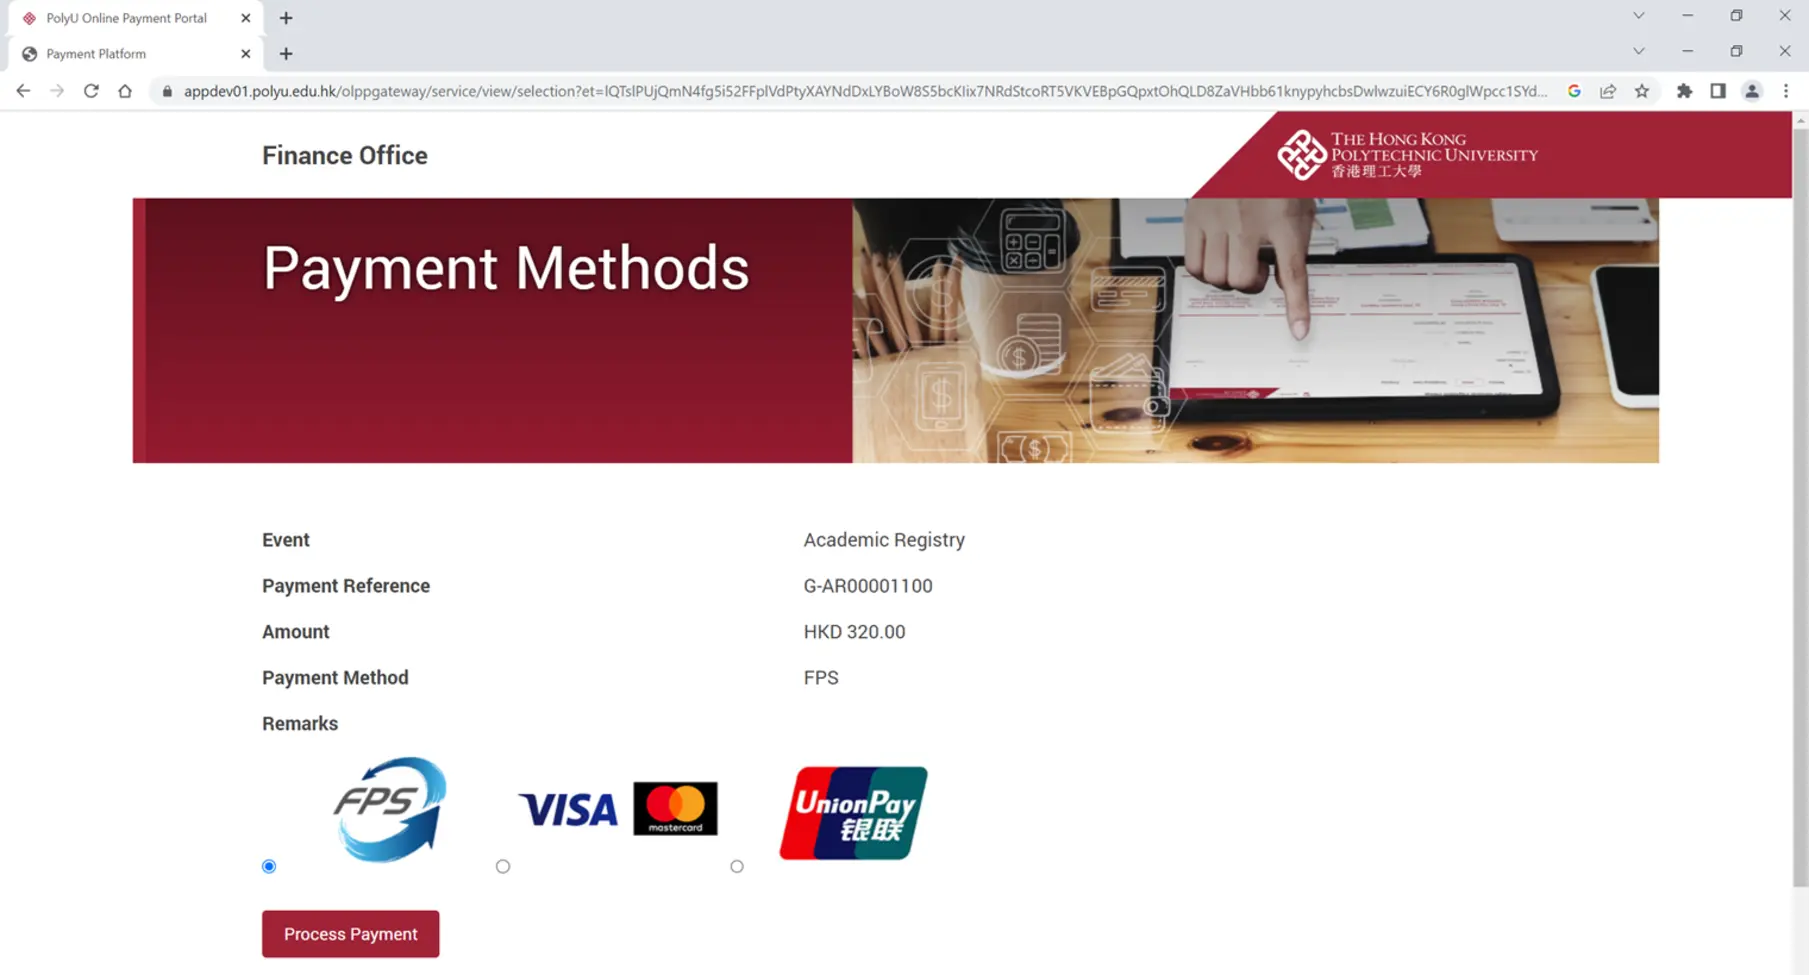 PolyU Online Payment Portal
Payment Platform
appdev01.polyu.edu.hk/olppgateway/service/view/selection?et=
Finance Office
THE HONG KONG
POLYTECHNIC UNIVERSITY
香港理工大學
Payment Methods
Event Academic Registry
Payment Reference G-AR00001100
Amount HKD 320.00
Payment Method FPS
Remarks
FPS VISA mastercard UnionPay
银联
Process Payment